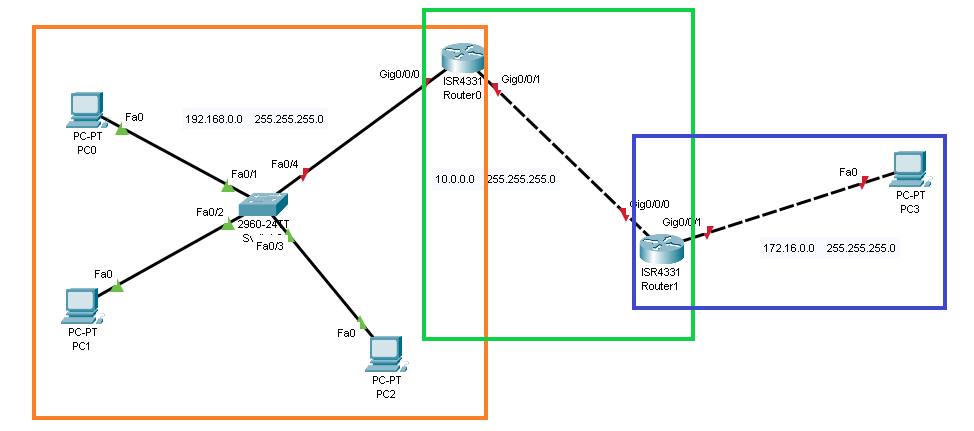 Gig0/0/0
ISR4331
Router0
Gig0/0/1
Fa0
PC-PT
PC0
192.168.0.0 255.255.255.0
Fa0/4
Fa0/1
Fa0/2
2960-24TT
Fa0/3
Fa0
PC-PT
PC1
Fa0
PC-PT
PC2
10.0.0.0 255.255.255.0
Gig0/0/0
Gig0/0/1
ISR4331
Router1
Fa0
PC-PT
PC3
172.16.0.0 255.255.255.0